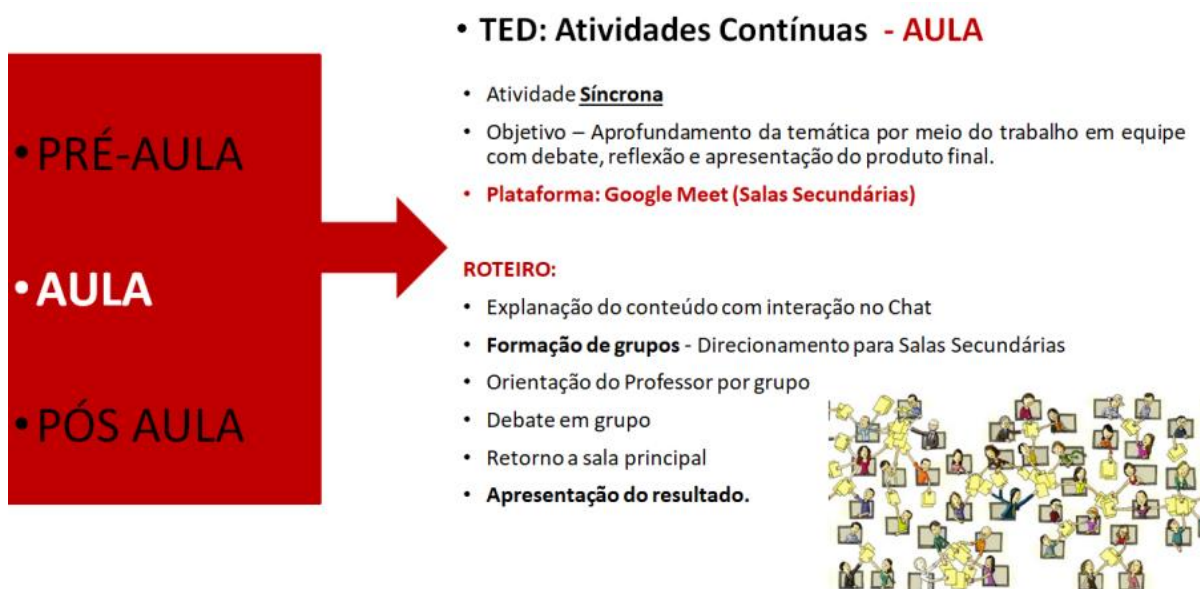 • PRÉ-AULA
• AULA
• PÓS AULA
• TED: Atividades Contínuas - AULA
• Atividade Síncrona
• Objetivo – Aprofundamento da temática por meio do trabalho em equipe
com debate, reflexão e apresentação do produto final.
• Plataforma: Google Meet (Salas Secundárias)
ROTEIRO:
• Explanação do conteúdo com interação no Chat
• Formação de grupos - Direcionamento para Salas Secundárias
• Orientação do Professor por grupo
• Debate em grupo
• Retorno a sala principal
• Apresentação do resultado.